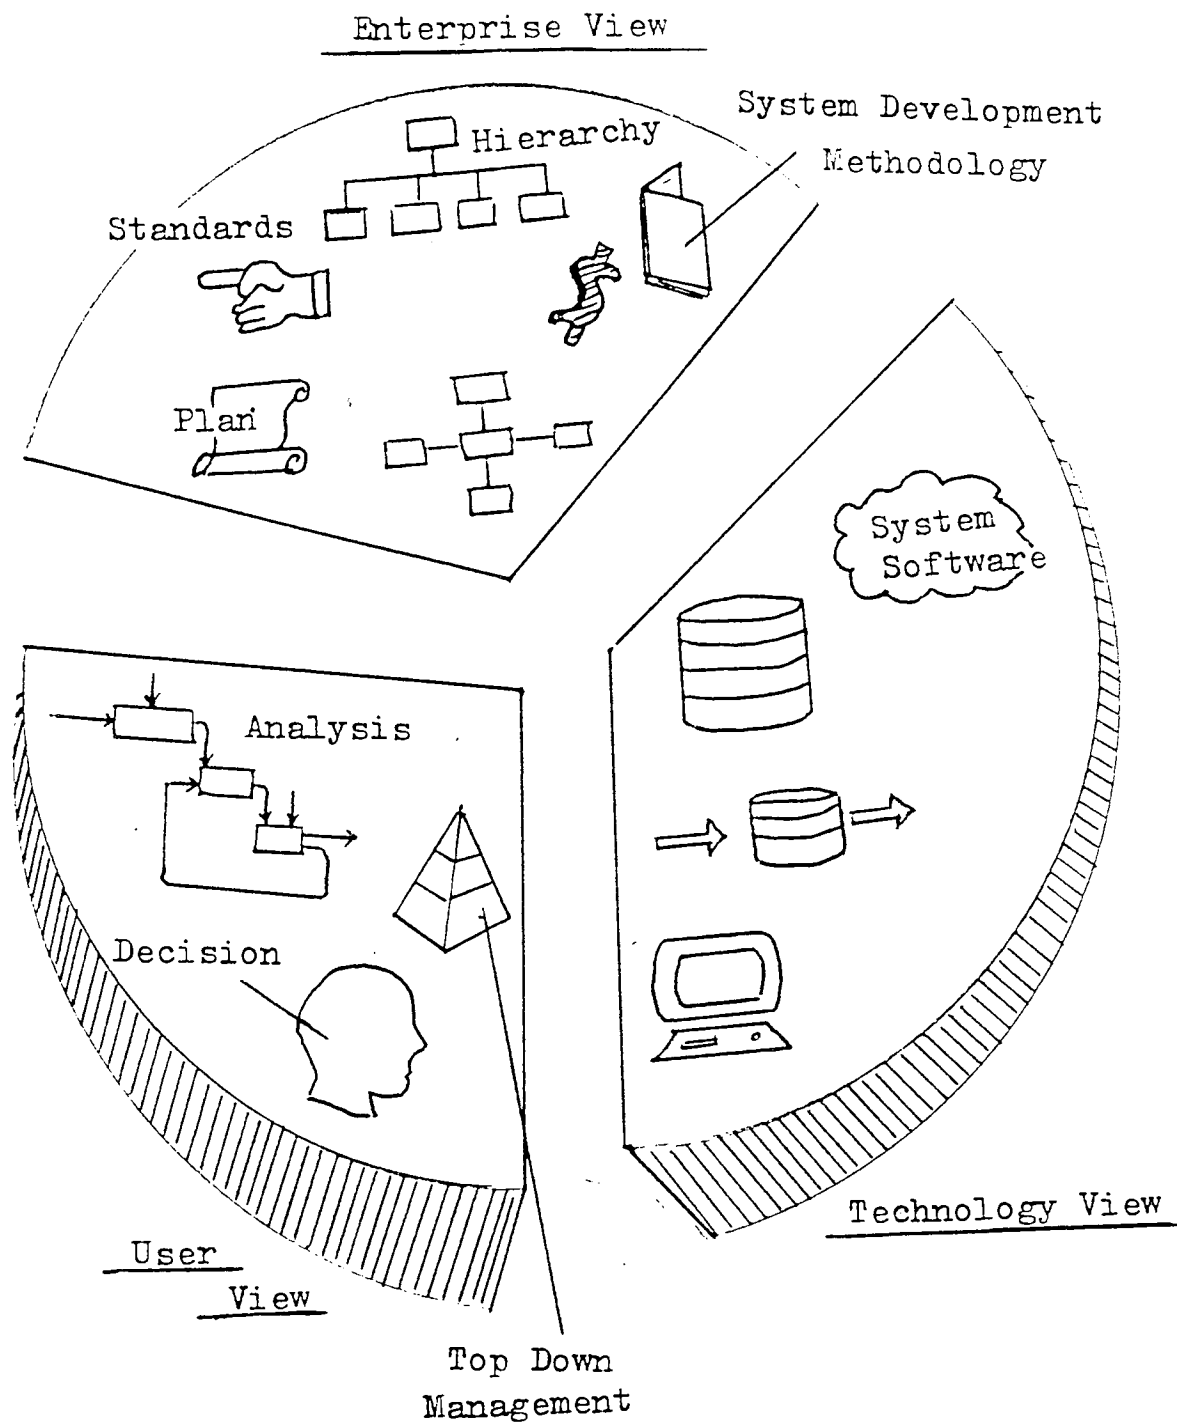 Enterprise View
System Development
Methodology
Hierarchy
Standards
Plan
System
Software
Analysis
Decision
Technology View
User
View
Top Down
Management